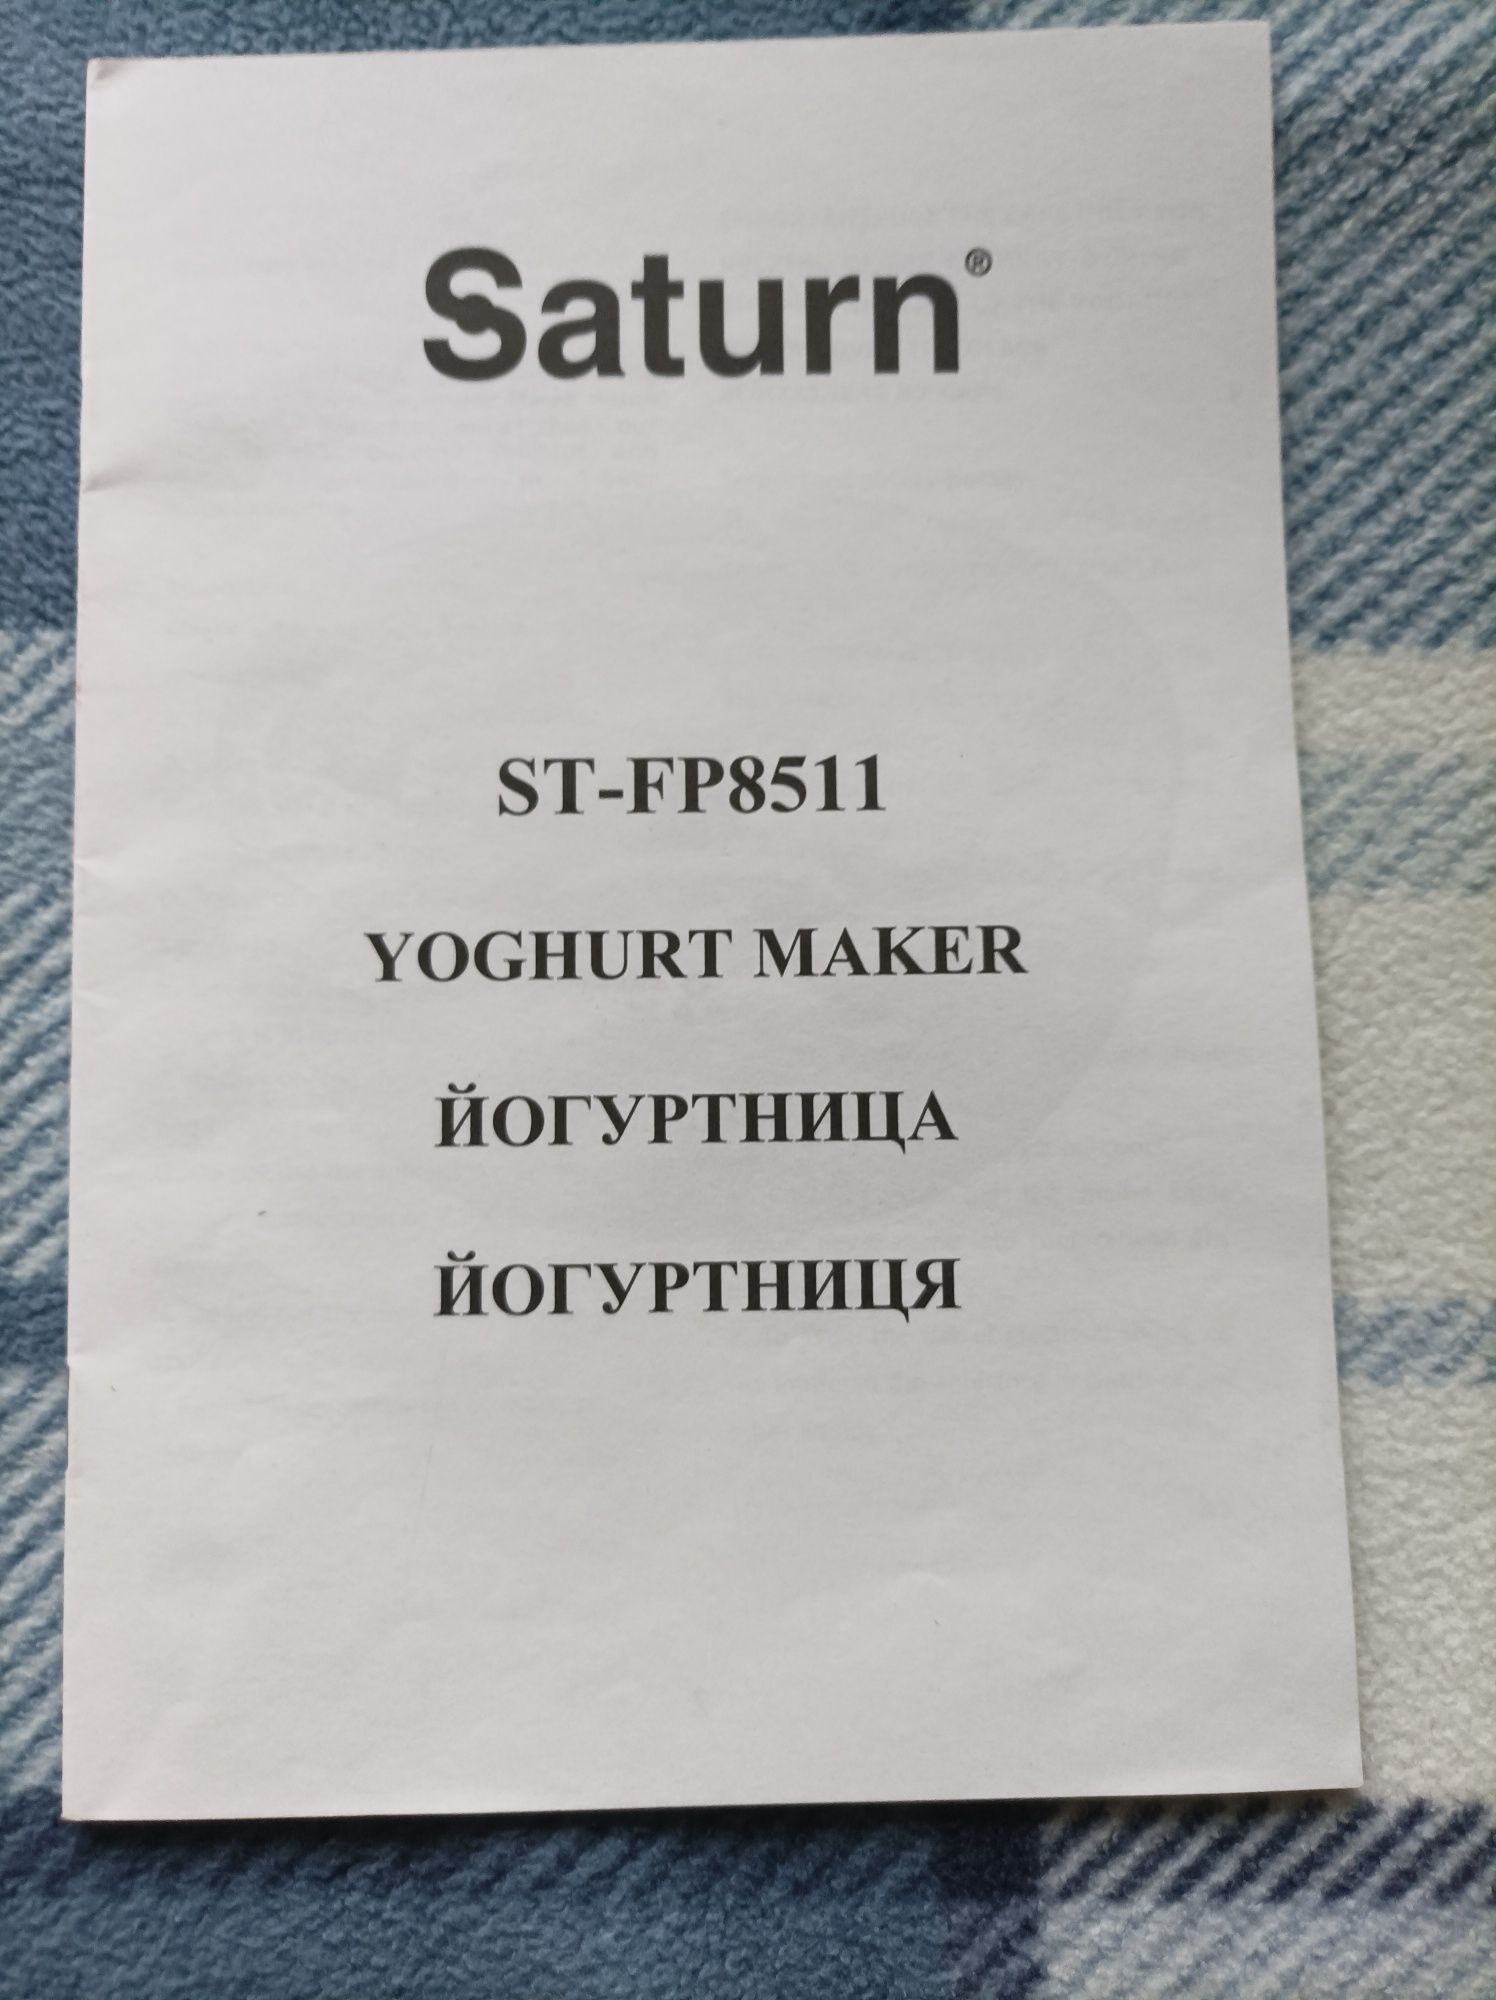 Saturn®
ST-FP8511
YOGHURT MAKER
ЙОГУРТНИЦА
ЙОГУРТНИЦЯ